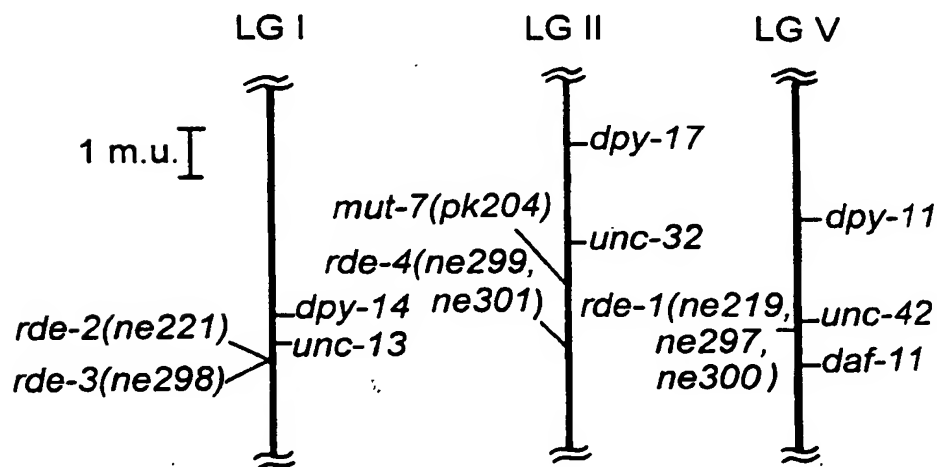 LG I
LG II
LG V
1 m.u.
dpy-17
mut-7(pk204)
unc-32
dpy-11
rde-4(ne299,
ne301)
rde-1(ne219,
ne297,
ne300)
unc-42
daf-11
dpy-14
unc-13
rde-2(ne221)
rde-3(ne298)